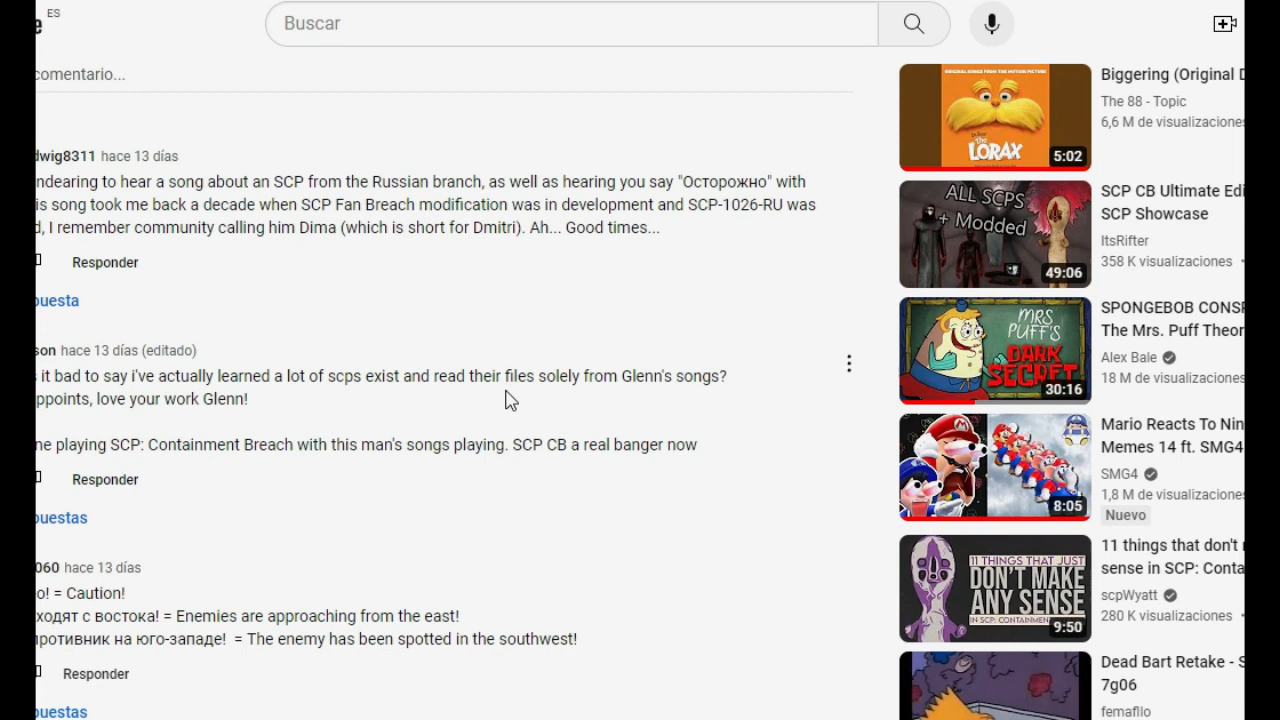 ES
Buscar
comentario...
dwig8311 hace 13 días
ndearing to hear a song about an SCP from the Russian branch, as well as hearing you say "Осторожно" with
is song took me back a decade when SCP Fan Breach modification was in development and SCP-1026-RU was
d, I remember community calling him Dima (which is short for Dmitri). Ah... Good times...
Responder
puesta
son hace 13 días (editado)
s it bad to say i've actually learned a lot of scps exist and read their files solely from Glenn's songs?
ppoints, love your work Glenn!
ne playing SCP: Containment Breach with this man's songs playing. SCP CB a real banger now
Responder
puestas
060 hace 13 días
o! = Caution!
ходят с востока! = Enemies are approaching from the east!
противник на юго-западе! = The enemy has been spotted in the southwest!
Responder
puestas
ORIGINAL SONGS FROM THE MOTION PICTURE
the LORAX
5:02
Biggering (Original D
The 88 - Topic
6,6 M de visualizaciones
ALL SCPS
+ Modded
49:06
SCP CB Ultimate Edi
SCP Showcase
ItsRifter
358 K visualizaciones •
MRS
PUFF'S
DARK
SECRET
30:16
SPONGEBOB CONSP
The Mrs. Puff Theor
Alex Bale
18 M de visualizaciones
8:05
Mario Reacts To Nin
Memes 14 ft. SMG4
SMG4
1,8 M de visualizaciones
Nuevo
11 THINGS THAT JUST
DON'T MAKE
ANY SENSE
IN SCP: CONTAINMEN
9:50
11 things that don't m
sense in SCP: Conta
scpWyatt
280 K visualizaciones •
Dead Bart Retake - S
7g06
femafllo